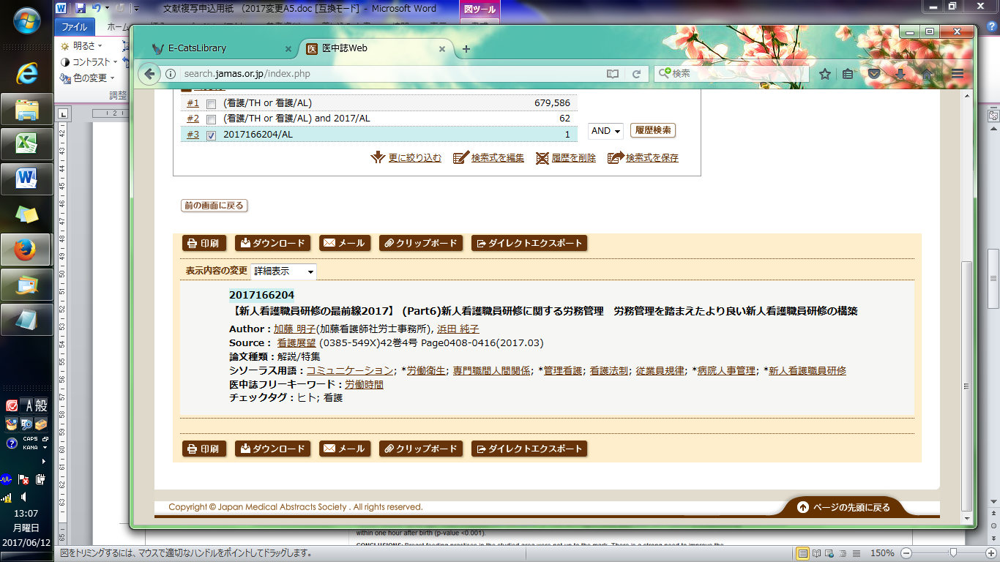 文献複写申込用紙 （2017変更A5.doc [互換モード] - Microsoft Word
図ツール
ファイル
ホーム
明るさ
コントラスト
色の変更
調整
E-CatsLibrary
医中誌Web
search.jamas.or.jp/index.php
検索
#1 (看護/TH or 看護/AL) 679,586
#2 (看護/TH or 看護/AL) and 2017/AL 62
#3 2017166204/AL 1
AND
履歴検索
更に絞り込む 検索式を編集 履歴を削除 検索式を保存
前の画面に戻る
印刷 ダウンロード メール クリップボード ダイレクトエクスポート
表示内容の変更 詳細表示
2017166204
【新人看護職員研修の最前線2017】 (Part6)新人看護職員研修に関する労務管理　労務管理を踏まえたより良い新人看護職員研修の構築
Author：加藤 明子(加藤看護師社労士事務所), 浜田 純子
Source： 看護展望 (0385-549X)42巻4号 Page0408-0416(2017.03)
論文種類：解説/特集
シソーラス用語：コミュニケーション; *労働衛生; 専門職間人間関係; *管理看護; 看護法制; 従業員規律; *病院人事管理; *新人看護職員研修
医中誌フリーキーワード：労働時間
チェックタグ：ヒト; 看護
印刷 ダウンロード メール クリップボード ダイレクトエクスポート
Copyright © Japan Medical Abstracts Society . All rights reserved.
ページの先頭に戻る
A 般
CAPS
KANA
13:07
月曜日
2017/06/12
within one hour after birth (p-value <0.001).
図をトリミングするには、マウスで適切なハンドルをポイントしてドラッグします。
150%